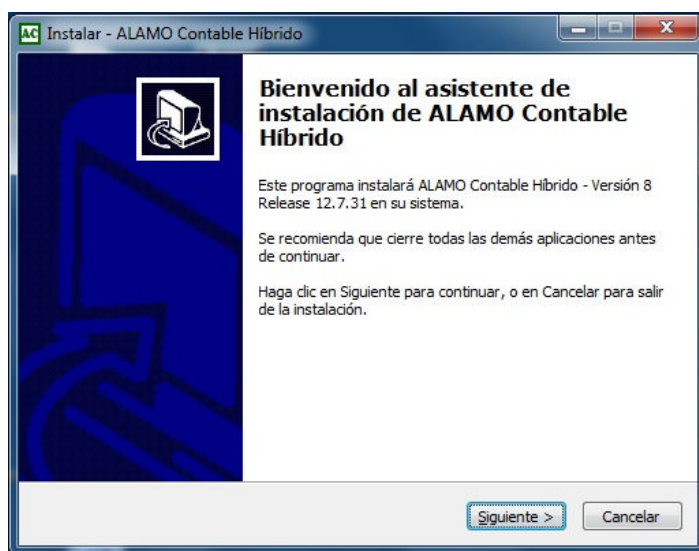 AC Instalar - ALAMO Contable Híbrido
Bienvenido al asistente de
instalación de ALAMO Contable
Híbrido
Este programa instalará ALAMO Contable Híbrido - Versión 8
Release 12.7.31 en su sistema.
Se recomienda que cierre todas las demás aplicaciones antes
de continuar.
Haga clic en Siguiente para continuar, o en Cancelar para salir
de la instalación.
Siguiente >
Cancelar